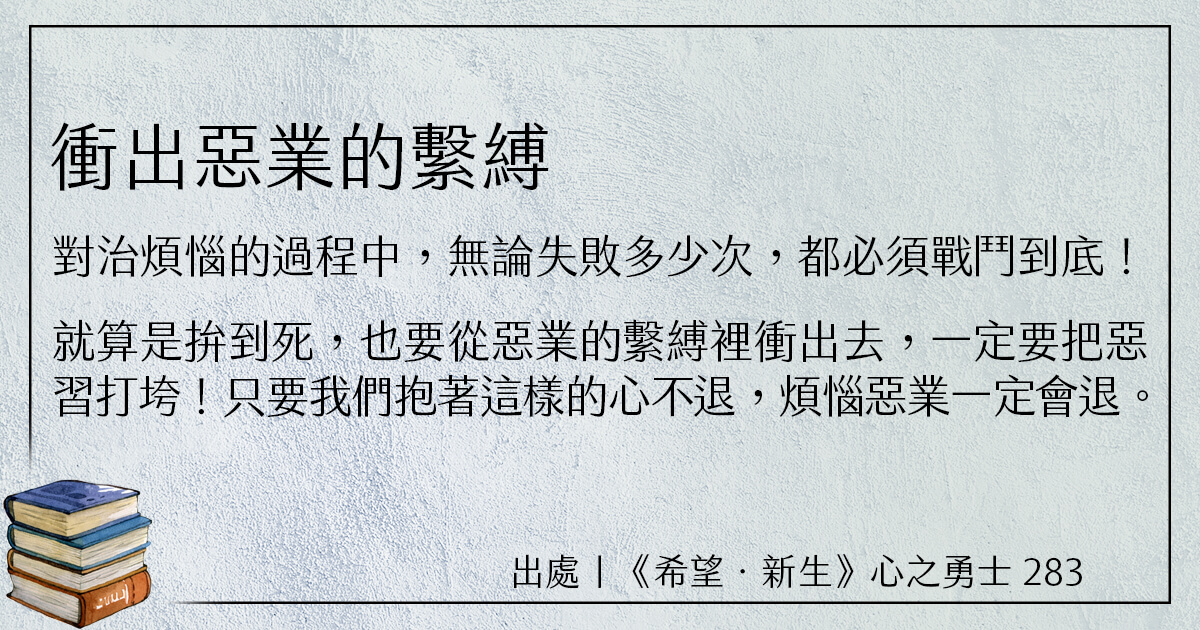 衝出惡業的繫縛
對治煩惱的過程中，無論失敗多少次，都必須戰鬥到底！
就算是拚到死，也要從惡業的繫縛裡衝出去，一定要把惡
習打垮！只要我們抱著這樣的心不退，煩惱惡業一定會退。
出處｜《希望．新生》心之勇士 283